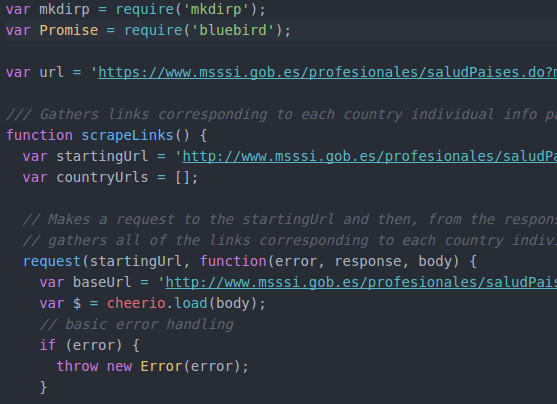 var mkdirp = require('mkdirp');
var Promise = require('bluebird');
var url = 'https://www.msssi.gob.es/profesionales/saludPaises.do?
/// Gathers links corresponding to each country individual info
function scrapeLinks() {
var startingUrl = 'http://www.msssi.gob.es/profesionales/saludPa
var countryUrls = [];
// Makes a request to the startingUrl and then, from the respon
// gathers all of the links corresponding to each country indivi
request(startingUrl, function(error, response, body) {
var baseUrl = 'http://www.msssi.gob.es/profesionales/saludPais
var $ = cheerio.load(body);
// basic error handling
if (error) {
throw new Error(error);
}